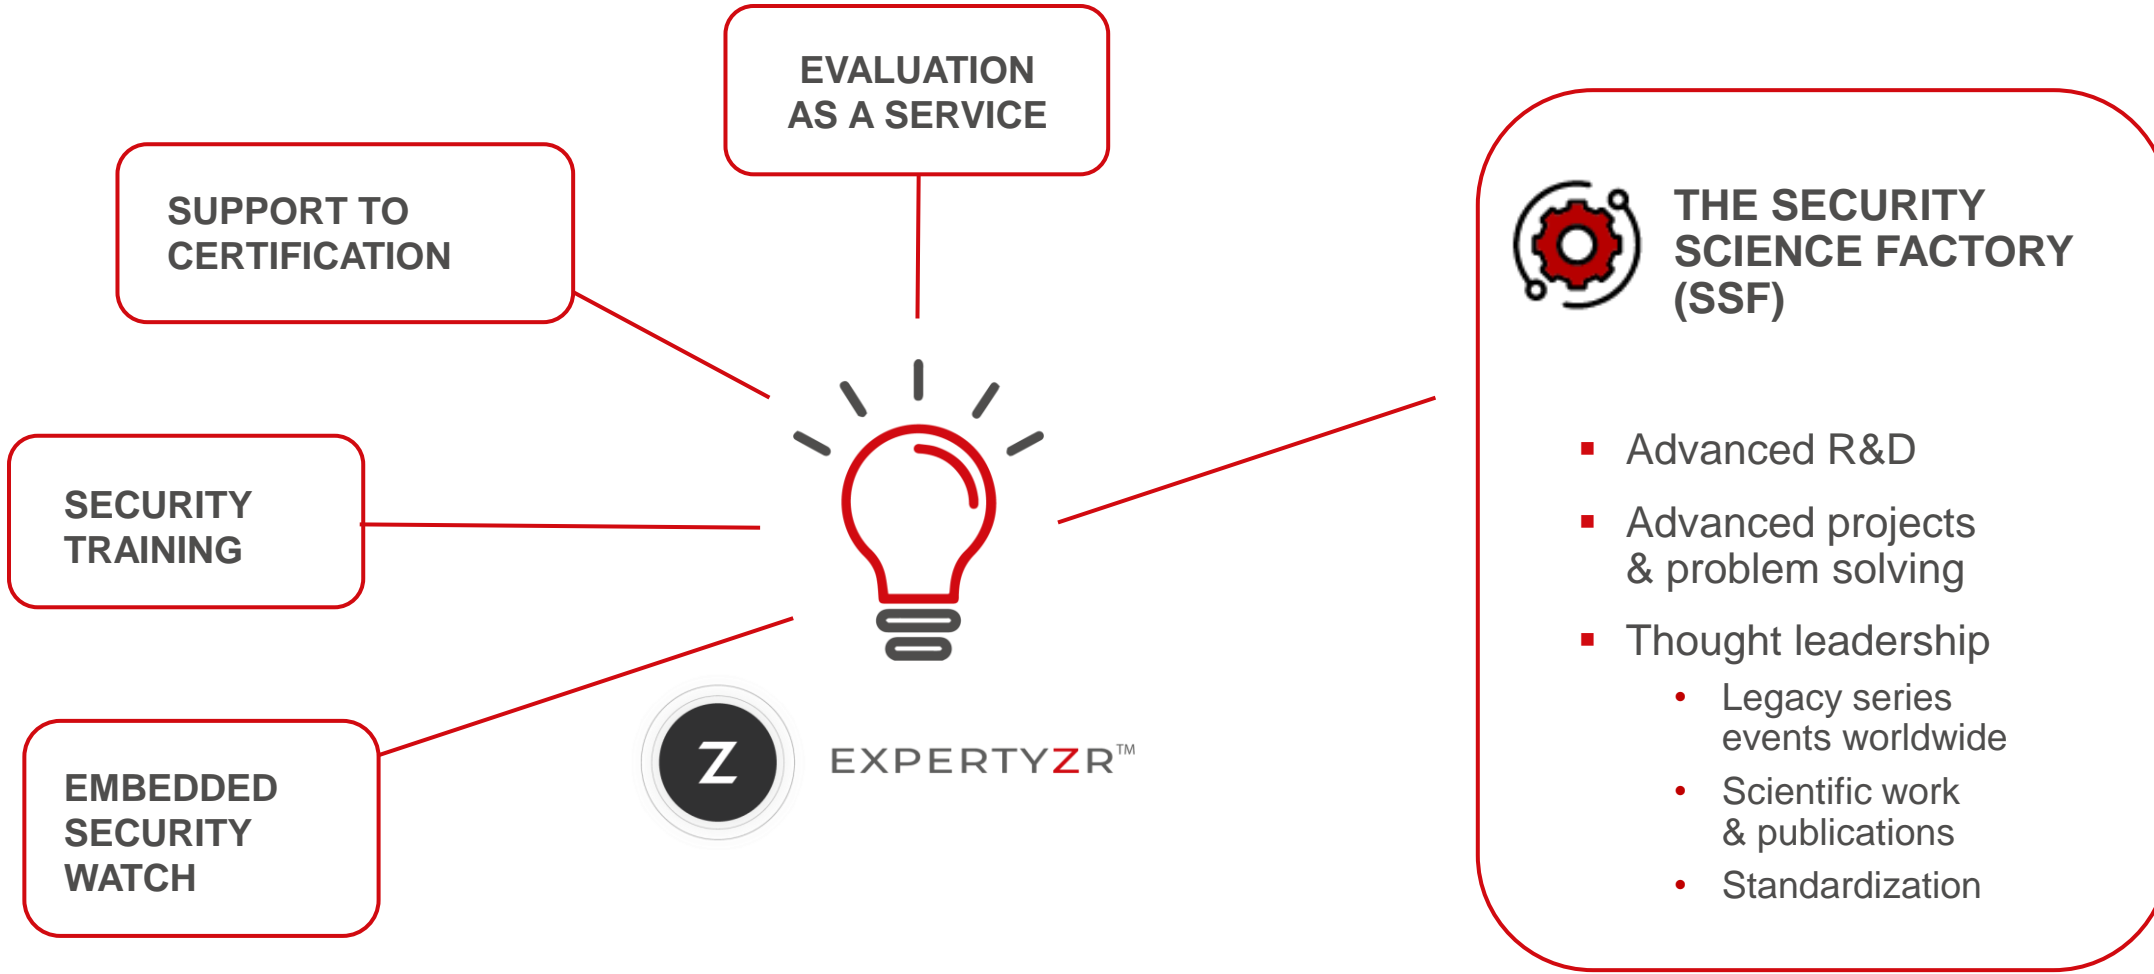 EVALUATION
AS A SERVICE
SUPPORT TO
CERTIFICATION
SECURITY
TRAINING
EMBEDDED
SECURITY
WATCH
Z
EXPERTYZR™
THE SECURITY
SCIENCE FACTORY
(SSF)
▪ Advanced R&D
▪ Advanced projects
& problem solving
▪ Thought leadership
• Legacy series
events worldwide
• Scientific work
& publications
• Standardization